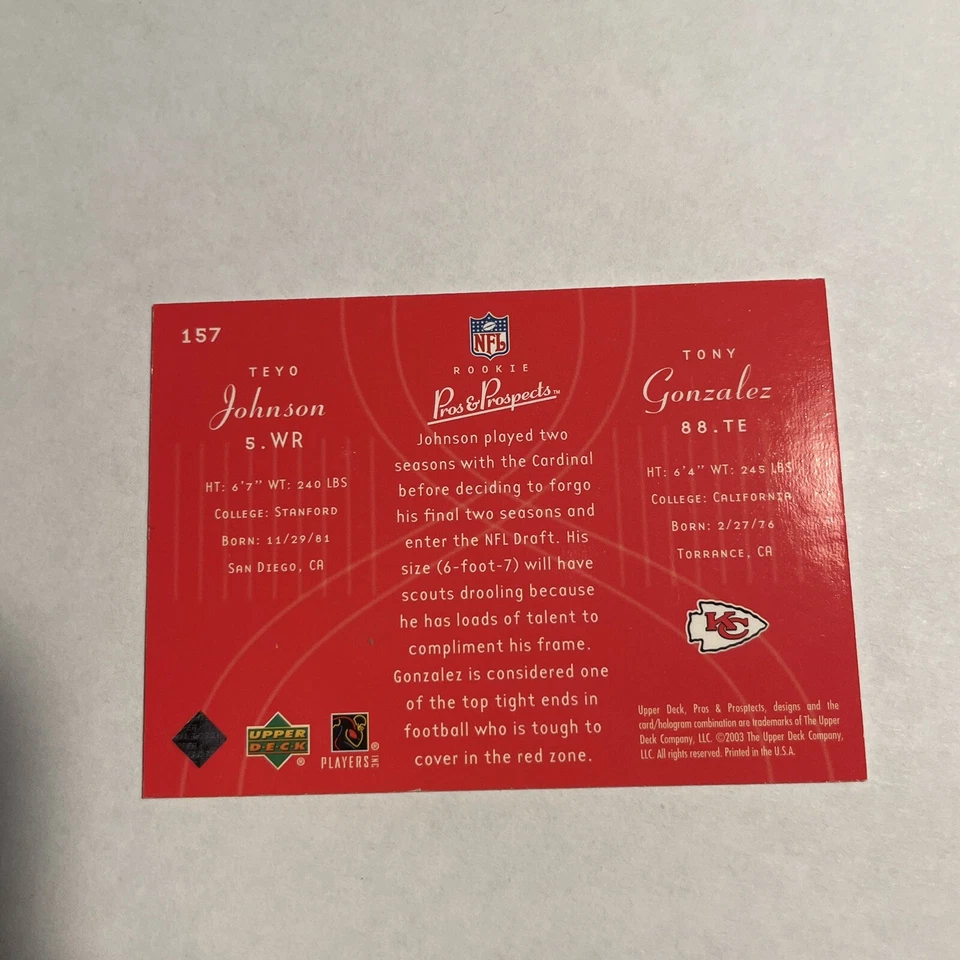 157
TEYO
Johnson
5.WR
HT: 6'7" WT: 240 LBS
COLLEGE: STANFORD
BORN: 11/29/81
SAN DIEGO, CA
NFL
ROOKIE
Pros & Prospects™
Johnson played two
seasons with the Cardinal
before deciding to forgo
his final two seasons and
enter the NFL Draft. His
size (6-foot-7) will have
scouts drooling because
he has loads of talent to
compliment his frame.
Gonzalez is considered one
of the top tight ends in
football who is tough to
cover in the red zone.
TONY
Gonzalez
88.TE
HT: 6'4" WT: 245 LBS
COLLEGE: CALIFORNIA
BORN: 2/27/76
TORRANCE, CA
KC
UPPER
DECK
®
PLAYERS INC
®
Upper Deck, Pros & Prosptects, designs and the
card/hologram combination are trademarks of The Upper
Deck Company, LLC. ©2003 The Upper Deck Company,
LLC. All rights reserved. Printed in the U.S.A.